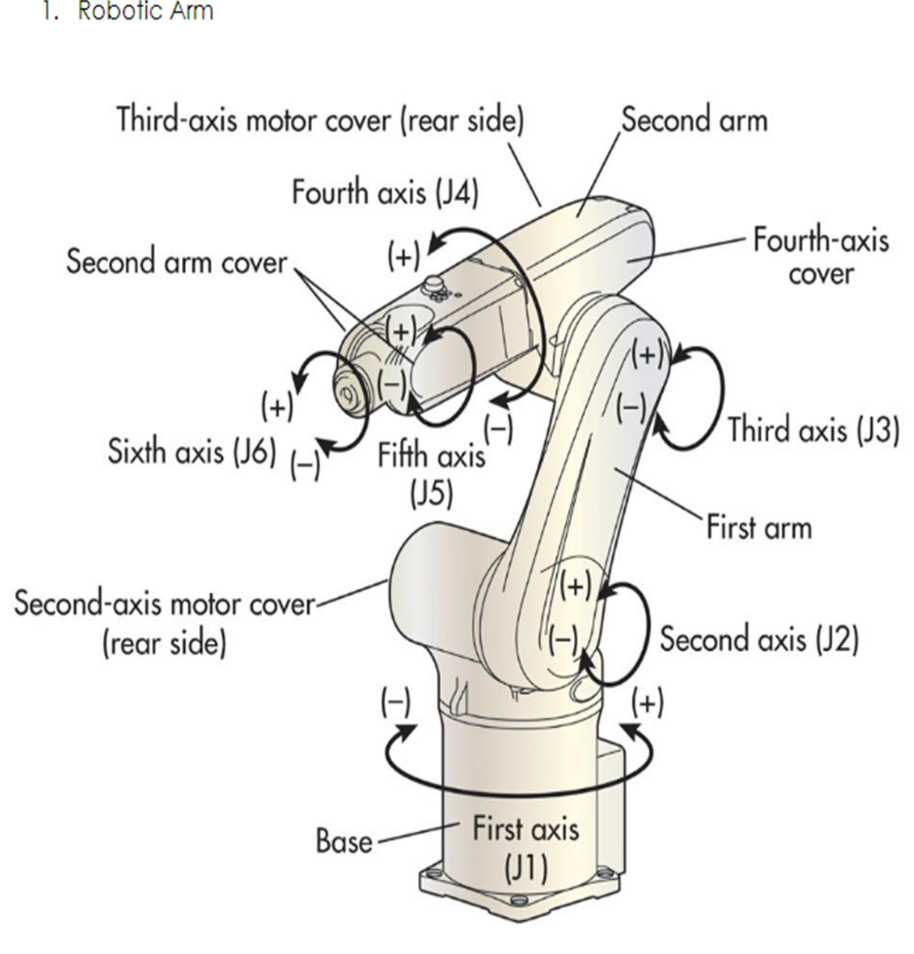 1. Robotic Arm
Third-axis motor cover (rear side)
Second arm
Fourth axis (J4)
Fourth-axis
cover
(+)
Second arm cover
(+)
(–)
(+)
(–)
(+)
Sixth axis (J6)
(–)
Fifth axis
(J5)
(–)
Third axis (J3)
First arm
(+)
(–)
Second-axis motor cover
(rear side)
Second axis (J2)
(–)
(+)
Base
First axis
(J1)